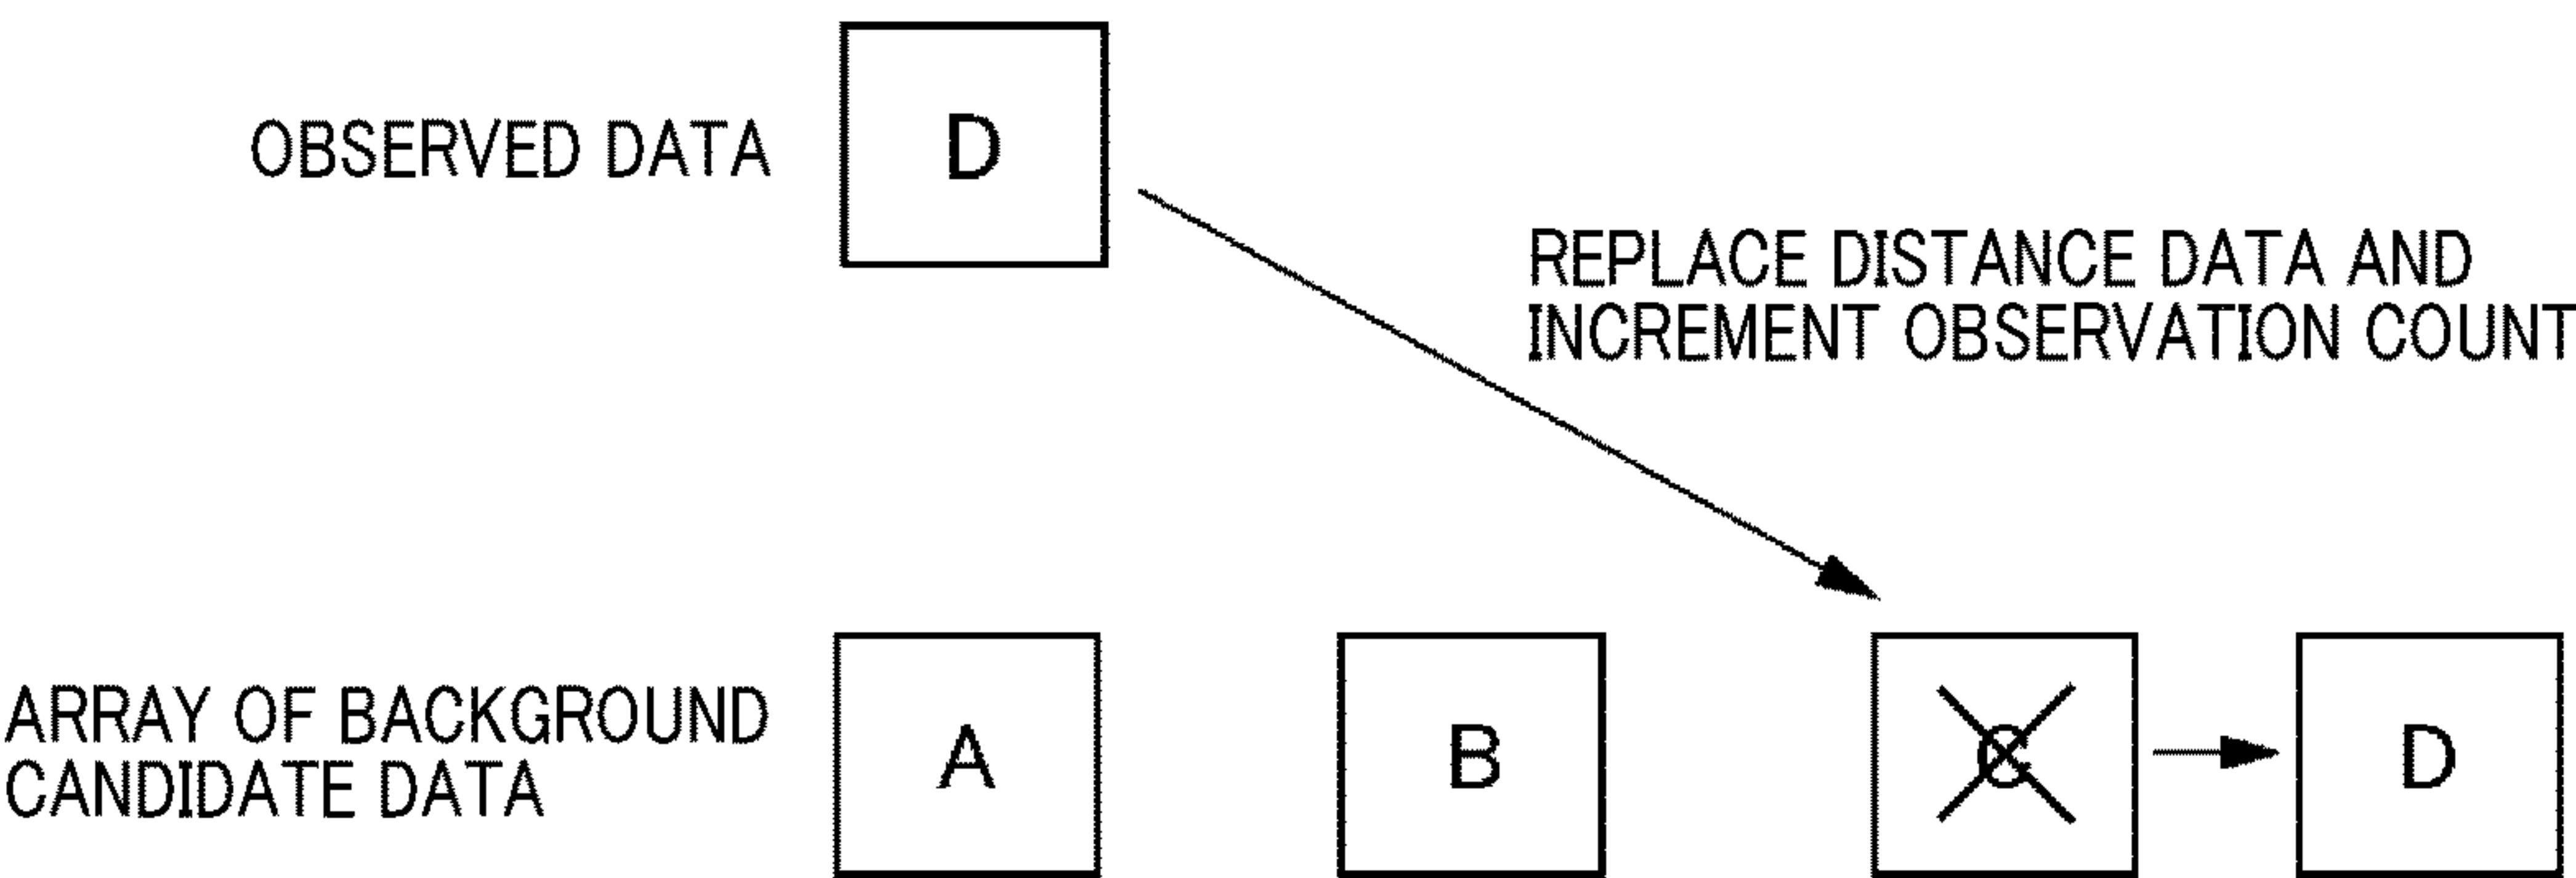 OBSERVED DATA
D
REPLACE DISTANCE DATA AND
INCREMENT OBSERVATION COUNT
ARRAY OF BACKGROUND
CANDIDATE DATA
A
B
C
D